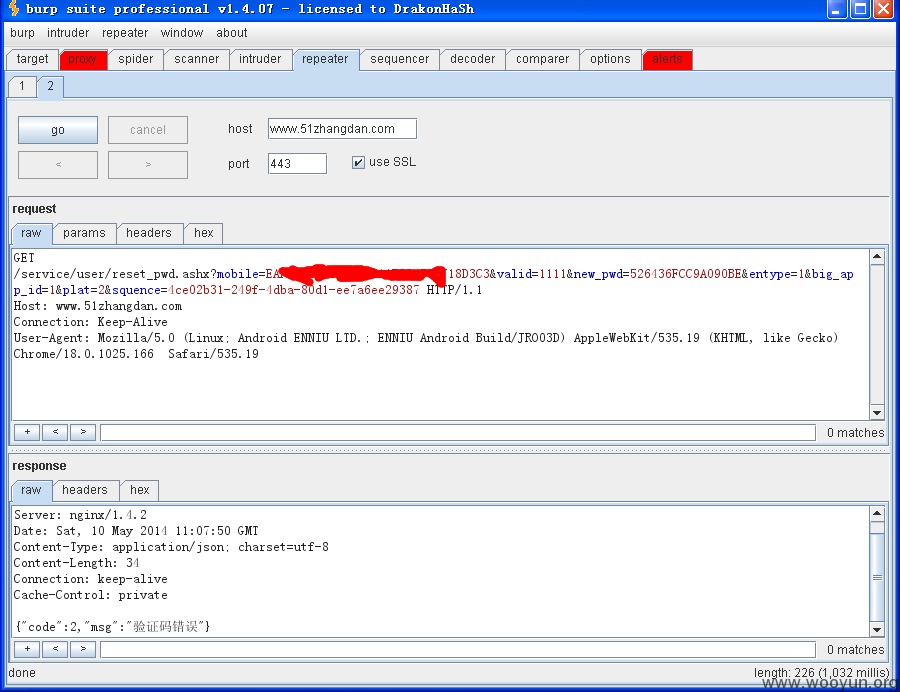 burp suite professional v1.4.07 - licensed to DrakonHaSh
burp intruder repeater window about
target proxy spider scanner intruder repeater sequencer decoder comparer options alerts
1 2
go cancel host www.51zhangdan.com
< > port 443 use SSL
request
raw params headers hex
GET
/service/user/reset_pwd.ashx?mobile=EA 18D3C3&valid=1111&new_pwd=526436FCC9A090BE&entype=1&big_ap
p_id=1&plat=2&squence=4ce02b31-249f-4dba-80d1-ee7a6ee29387 HTTP/1.1
Host: www.51zhangdan.com
Connection: Keep-Alive
User-Agent: Mozilla/5.0 (Linux; Android ENNIU LTD.; ENNIU Android Build/JRO03D) AppleWebKit/535.19 (KHTML, like Gecko)
Chrome/18.0.1025.166  Safari/535.19
+ < > 0 matches
response
raw headers hex
Server: nginx/1.4.2
Date: Sat, 10 May 2014 11:07:50 GMT
Content-Type: application/json; charset=utf-8
Content-Length: 34
Connection: keep-alive
Cache-Control: private
{"code":2,"msg":"验证码错误"}
+ < > 0 matches
done length: 226 (1,032 millis)
www.wooyun.org